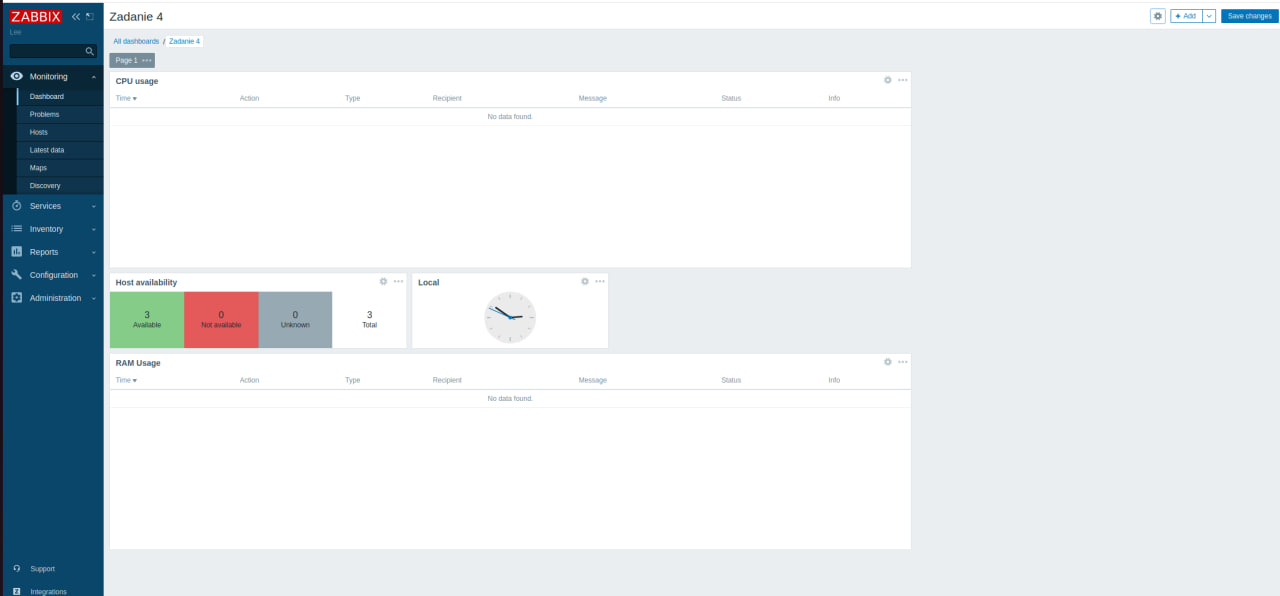 ZABBIX
Lee
Monitoring
Dashboard
Problems
Hosts
Latest data
Maps
Discovery
Services
Inventory
Reports
Configuration
Administration
Support
Z Integrations
Zadanie 4
+ Add
Save changes
All dashboards / Zadanie 4
Page 1 •••
CPU usage
Time Action Type Recipient Message Status Info
No data found.
Host availability
3 Available
0 Not available
0 Unknown
3 Total
Local
RAM Usage
Time Action Type Recipient Message Status Info
No data found.